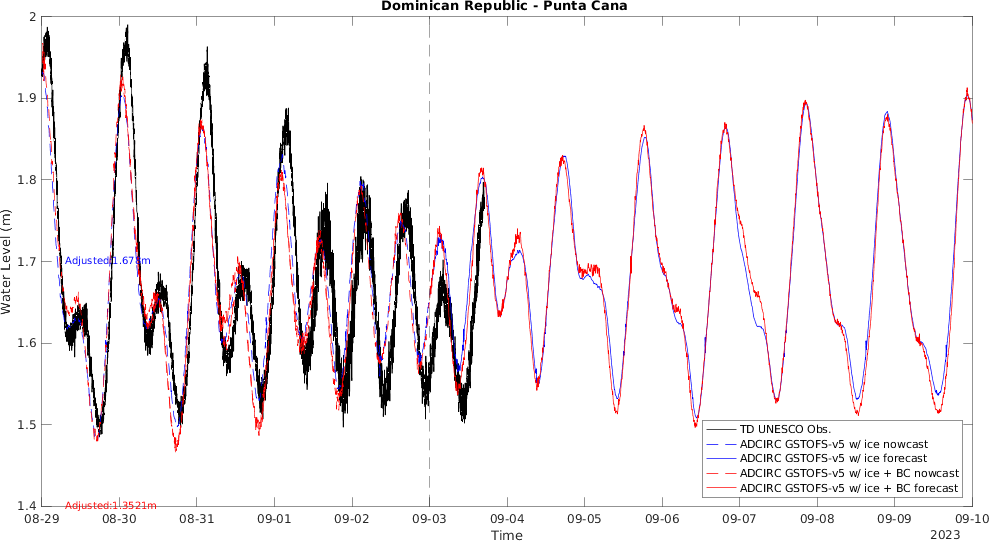 Dominican Republic - Punta Cana
Water Level (m)
2
1.9
1.8
1.7
1.6
1.5
1.4
Adjusted:1.678m
Adjusted:1.3521m
TD UNESCO Obs.
ADCIRC GSTOFS-v5 w/ ice nowcast
ADCIRC GSTOFS-v5 w/ ice forecast
ADCIRC GSTOFS-v5 w/ ice + BC nowcast
ADCIRC GSTOFS-v5 w/ ice + BC forecast
08-29 08-30 08-31 09-01 09-02 09-03 09-04 09-05 09-06 09-07 09-08 09-09 09-10
Time
2023